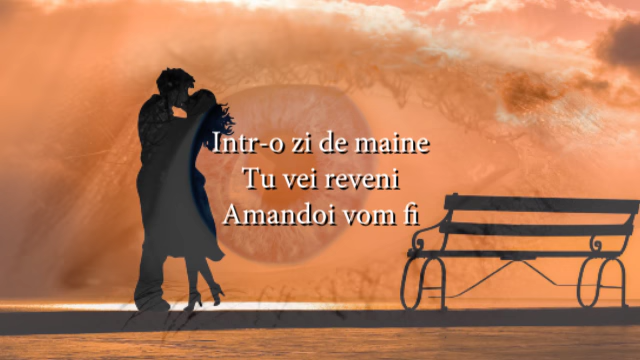 Intr-o zi de maine
Tu vei reveni
Amandoi vom fi